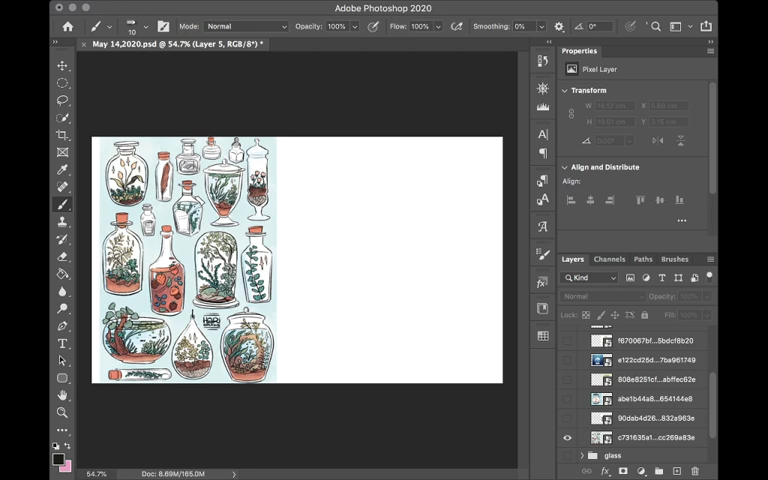 Adobe Photoshop 2020
10
Mode: Normal
Opacity: 100%
Flow: 100%
Smoothing: 0%
0°
May 14,2020.psd @ 54.7% (Layer 5, RGB/8*) *
Properties
Pixel Layer
Transform
W
X
H
Y
Align and Distribute
Align:
Layers Channels Paths Brushes
Kind
Normal
Opacity: 100%
Lock:
Fill:
f670067bf...5bdcf8b20
e122cd25d...7ba961749
808e8251cf...abffec62e
abe1b44a8...654144e8
90dab4d26...832a963e
c731635a1...cc269a83e
glass
54.7%
Doc: 8.69M/165.0M